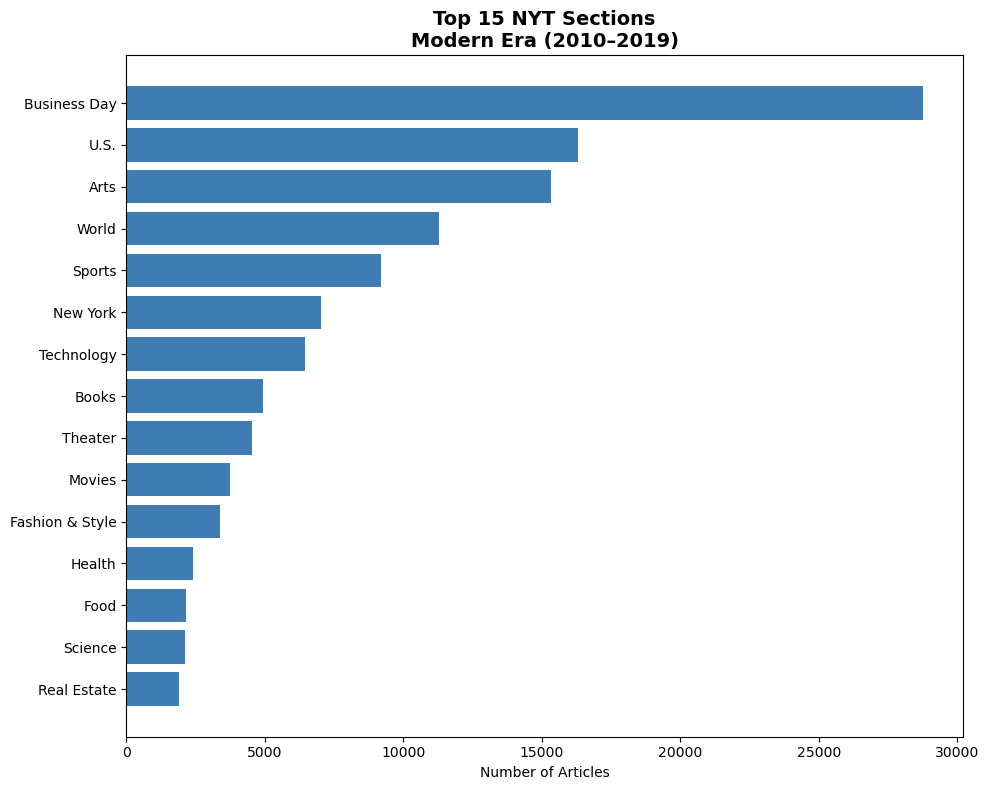 Top 15 NYT Sections
Modern Era (2010–2019)
Business Day
U.S.
Arts
World
Sports
New York
Technology
Books
Theater
Movies
Fashion & Style
Health
Food
Science
Real Estate
0 5000 10000 15000 20000 25000 30000
Number of Articles